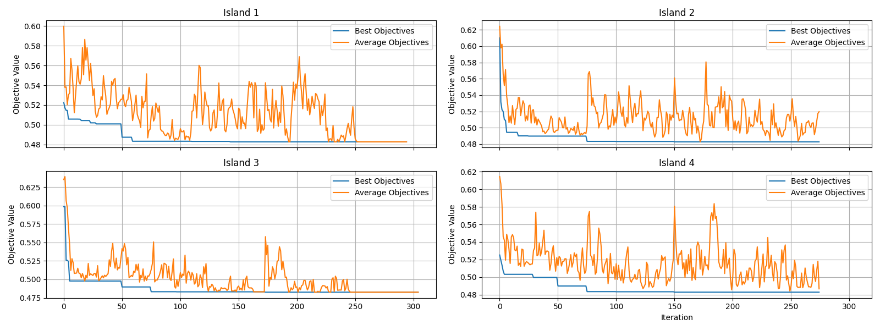 Island 1
Objective Value
0.60
0.58
0.56
0.54
0.52
0.50
0.48
Best Objectives
Average Objectives
Island 2
Objective Value
0.62
0.60
0.58
0.56
0.54
0.52
0.50
0.48
Best Objectives
Average Objectives
Island 3
Objective Value
0.625
0.600
0.575
0.550
0.525
0.500
0.475
Best Objectives
Average Objectives
0 50 100 150 200 250 300
Island 4
Objective Value
0.62
0.60
0.58
0.56
0.54
0.52
0.50
0.48
Best Objectives
Average Objectives
0 50 100 150 200 250 300
Iteration